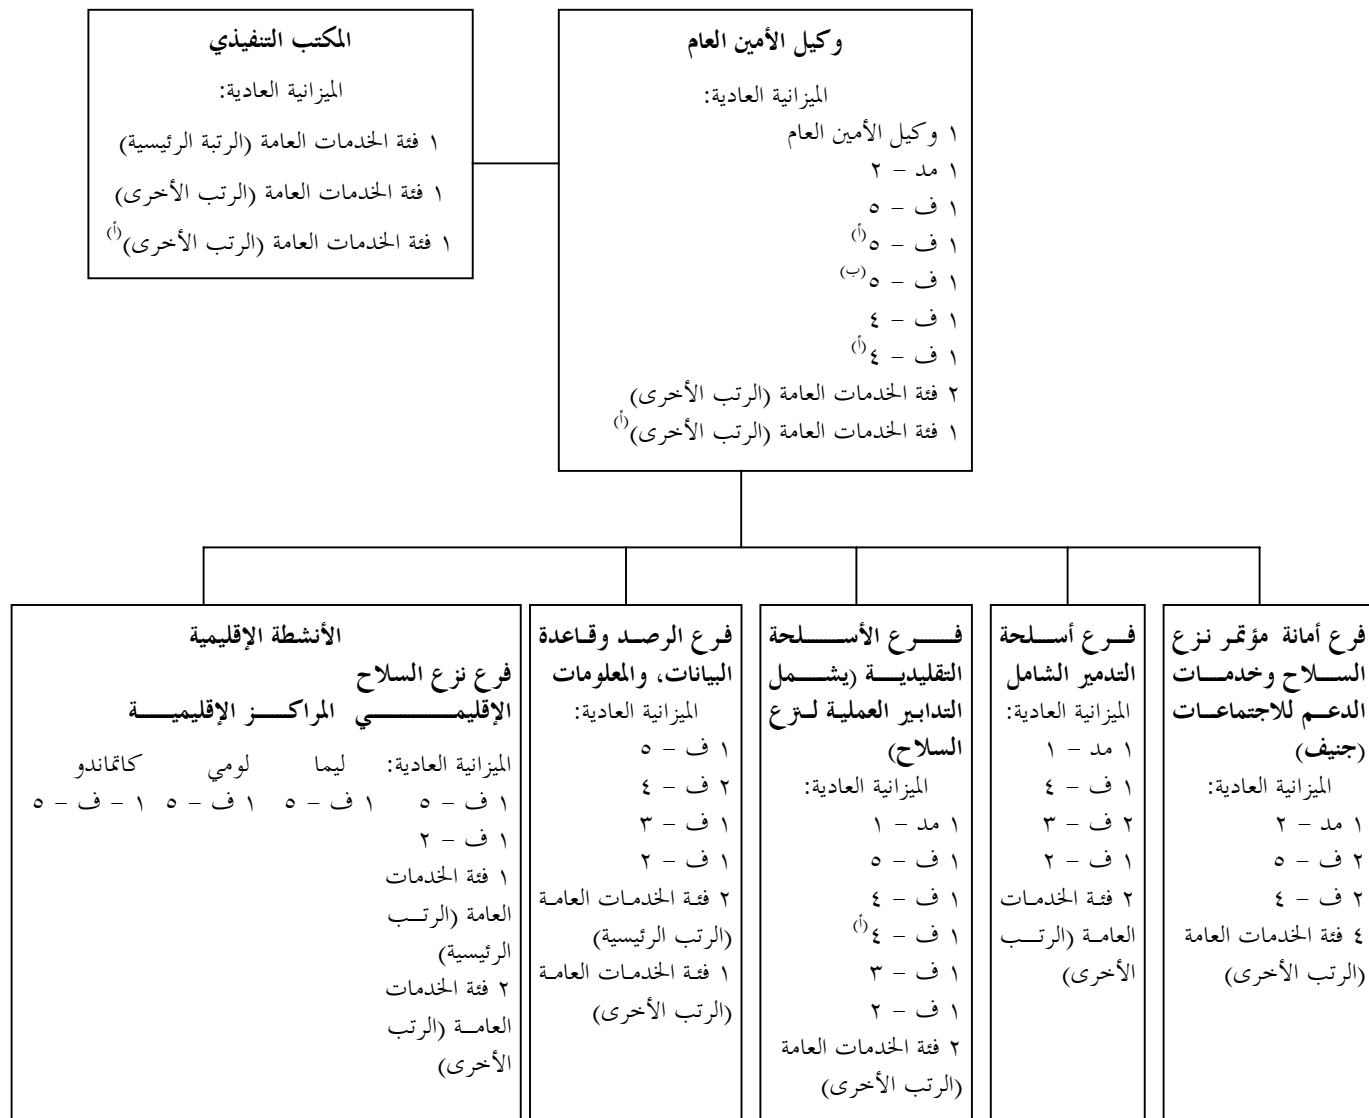 وكيل الأمين العام
الميزانية العادية:
١ وكيل الأمين العام
١ مد – ٢
١ ف – ٥
١ ف – ٥(أ)
١ ف – ٥(ب)
١ ف – ٤
١ ف – ٤(أ)
٢ فئة الخدمات العامة (الرتب الأخرى)
١ فئة الخدمات العامة (الرتب الأخرى)(أ)
المكتب التنفيذي
الميزانية العادية:
١ فئة الخدمات العامة (الرتبة الرئيسية)
١ فئة الخدمات العامة (الرتب الأخرى)
١ فئة الخدمات العامة (الرتب الأخرى)(أ)
فرع أمانة مؤتمر نزع
السلاح وخدمات
الدعم للاجتماعات
(جنيف)
الميزانية العادية:
١ مد – ٢
٢ ف – ٥
٢ ف – ٤
٤ فئة الخدمات العامة
(الرتب الأخرى)
فرع أسلحة
التدمير الشامل
الميزانية العادية:
١ مد – ١
١ ف – ٤
٢ ف – ٣
١ ف – ٢
٢ فئة الخدمات
العامة (الرتب
الأخرى)
فرع الأسلحة
التقليدية (يشمل
التدابير العملية لنزع
السلاح)
الميزانية العادية:
١ مد – ١
١ ف – ٥
١ ف – ٤
١ ف – ٤(أ)
١ ف – ٣
١ ف – ٢
٢ فئة الخدمات العامة
(الرتب الأخرى)
فرع الرصد وقاعدة
البيانات، والمعلومات
الميزانية العادية:
١ ف – ٥
٢ ف – ٤
١ ف – ٣
١ ف – ٢
٢ فئة الخدمات العامة
(الرتب الرئيسية)
١ فئة الخدمات العامة
(الرتب الأخرى)
الأنشطة الإقليمية
فرع نزع السلاح
الإقليمي المراكز الإقليمية
الميزانية العادية: ليما لومي كاتماندو
١ ف – ٥ ١ ف – ٥ ١ ف – ٥ ١ – ف – ٥
١ ف – ٢
١ فئة الخدمات
العامة (الرتب
الرئيسية)
٢ فئة الخدمات
العامة (الرتب
الأخرى)